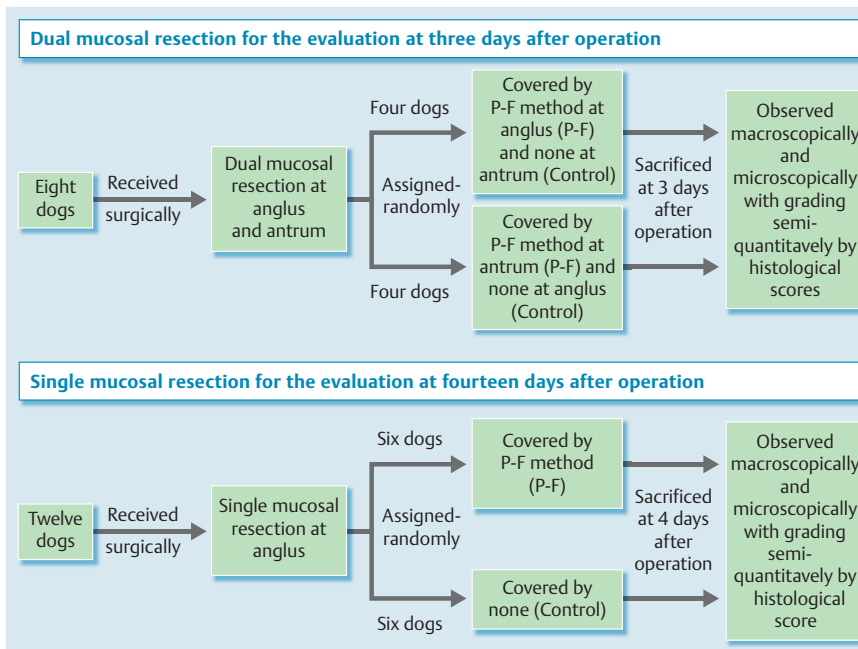 Dual mucosal resection for the evaluation at three days after operation
Eight
dogs
Received
surgically
Dual mucosal
resection at
anglus
and antrum
Four dogs
Assigned-
randomly
Four dogs
Covered by
P-F method at
anglus (P-F)
and none at
antrum (Control)
Covered by
P-F method at
antrum (P-F) and
none at anglus
(Control)
Sacrificed
at 3 days
after
operation
Observed
macroscopically
and
microscopically
with grading
semi-
quantitavely by
histological
scores
Single mucosal resection for the evaluation at fourteen days after operation
Twelve
dogs
Received
surgically
Single mucosal
resection at
anglus
Six dogs
Assigned-
randomly
Six dogs
Covered by
P-F method
(P-F)
Covered by
none (Control)
Sacrificed
at 4 days
after
operation
Observed
macroscopically
and
microscopically
with grading
semi-
quantitavely by
histological
score